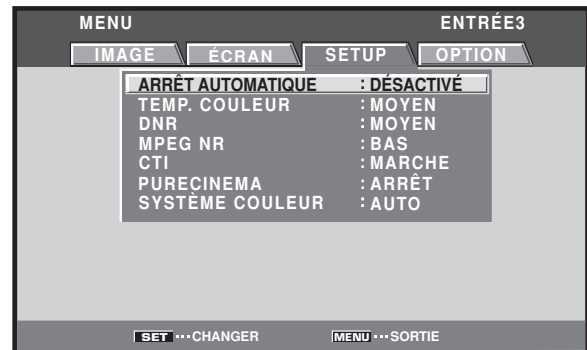 MENU ENTRÉE3
IMAGE ÉCRAN SETUP OPTION
ARRÊT AUTOMATIQUE : DÉSACTIVÉ
TEMP. COULEUR : MOYEN
DNR : MOYEN
MPEG NR : BAS
CTI : MARCHE
PURECINEMA : ARRÊT
SYSTÈME COULEUR : AUTO
SET ··· CHANGER MENU ··· SORTIE